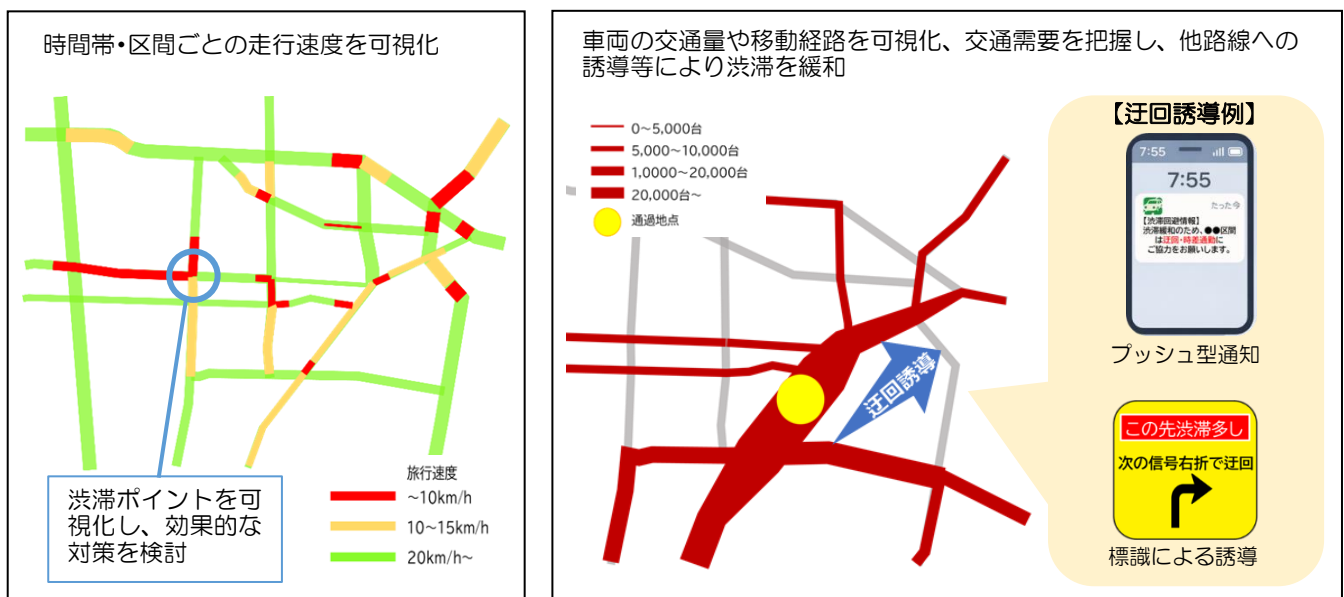 時間帯・区間ごとの走行速度を可視化
渋滞ポイントを可
視化し、効果的な
対策を検討
旅行速度
~10km/h
10~15km/h
20km/h~
車両の交通量や移動経路を可視化、交通需要を把握し、他路線への
誘導等により渋滞を緩和
0~5,000台
5,000~10,000台
1,0000~20,000台
20,000台~
通過地点
迂回誘導
【迂回誘導例】
7:55
7:55
たった今
【渋滞回避情報】
渋滞緩和のため、●●区間
は迂回・時差通勤に
ご協力をお願いします。
プッシュ型通知
この先渋滞多し
次の信号右折で迂回
標識による誘導